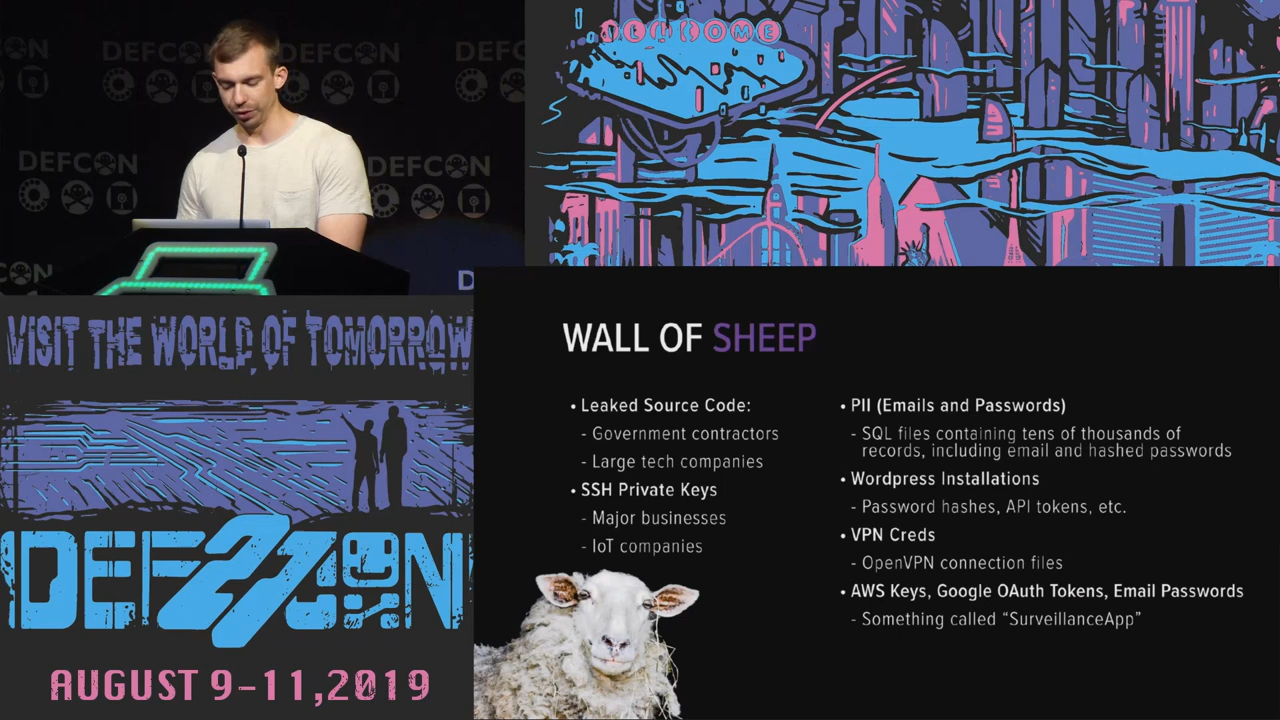 DEFCON
DEFCON
DEFCON
DEFCON
DEFCON
D
WELCOME
VISIT THE WORLD OF TOMORROW
DEF27CON
AUGUST 9-11,2019
WALL OF SHEEP
• Leaked Source Code:
- Government contractors
- Large tech companies
• SSH Private Keys
- Major businesses
- IoT companies
• PII (Emails and Passwords)
- SQL files containing tens of thousands of
records, including email and hashed passwords
• Wordpress Installations
- Password hashes, API tokens, etc.
• VPN Creds
- OpenVPN connection files
• AWS Keys, Google OAuth Tokens, Email Passwords
- Something called “SurveillanceApp”